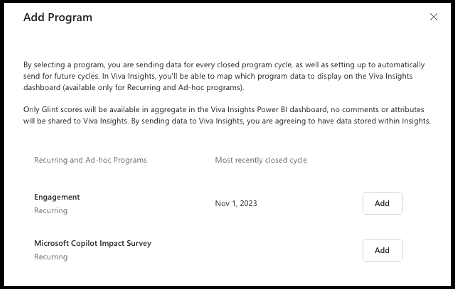 Add Program
By selecting a program, you are sending data for every closed program cycle, as well as setting up to automatically
send for future cycles. In Viva Insights, you'll be able to map which program data to display on the Viva Insights
dashboard (available only for Recurring and Ad-hoc programs).
Only Glint scores will be available in aggregate in the Viva Insights Power BI dashboard, no comments or attributes
will be shared to Viva Insights. By sending data to Viva Insights, you are agreeing to have data stored within Insights.
Recurring and Ad-hoc Programs Most recently closed cycle
Engagement
Recurring
Nov 1, 2023
Add
Microsoft Copilot Impact Survey
Recurring
Add